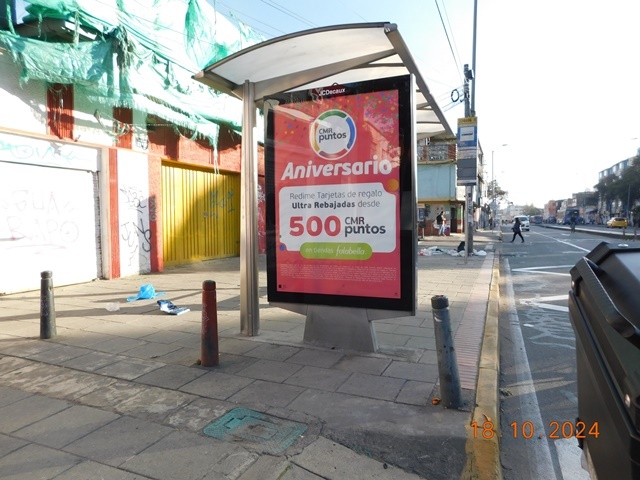 JCDecaux
CMR
puntos
Aniversario
Redime Tarjetas de regalo
Ultra Rebajadas desde
500 CMR
puntos
en tiendas falabella.
18.10.2024